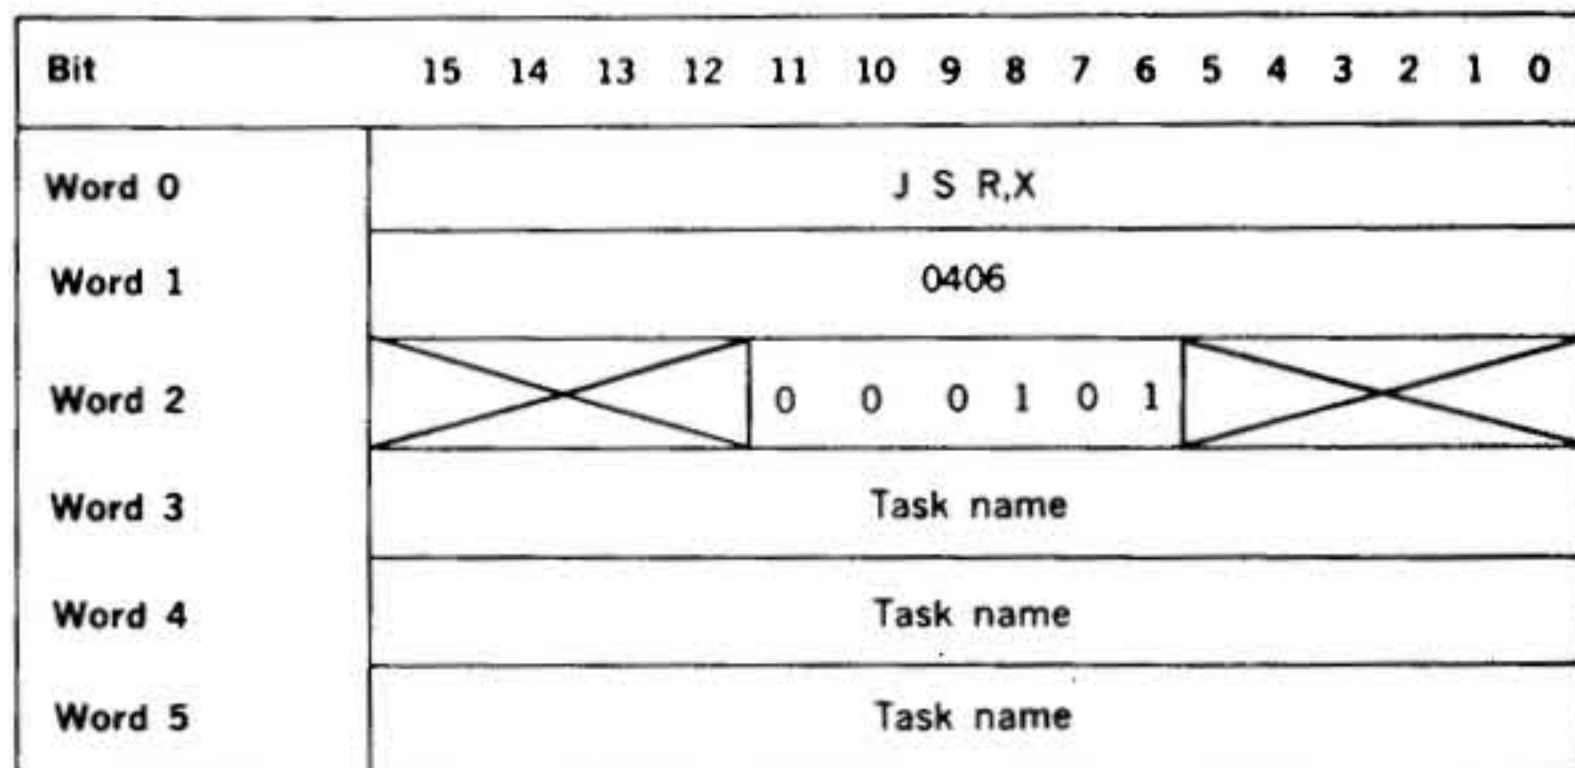 Bit 15 14 13 12 11 10 9 8 7 6 5 4 3 2 1 0
Word 0 J S R,X
Word 1 0406
Word 2 0 0 0 1 0 1
Word 3 Task name
Word 4 Task name
Word 5 Task name